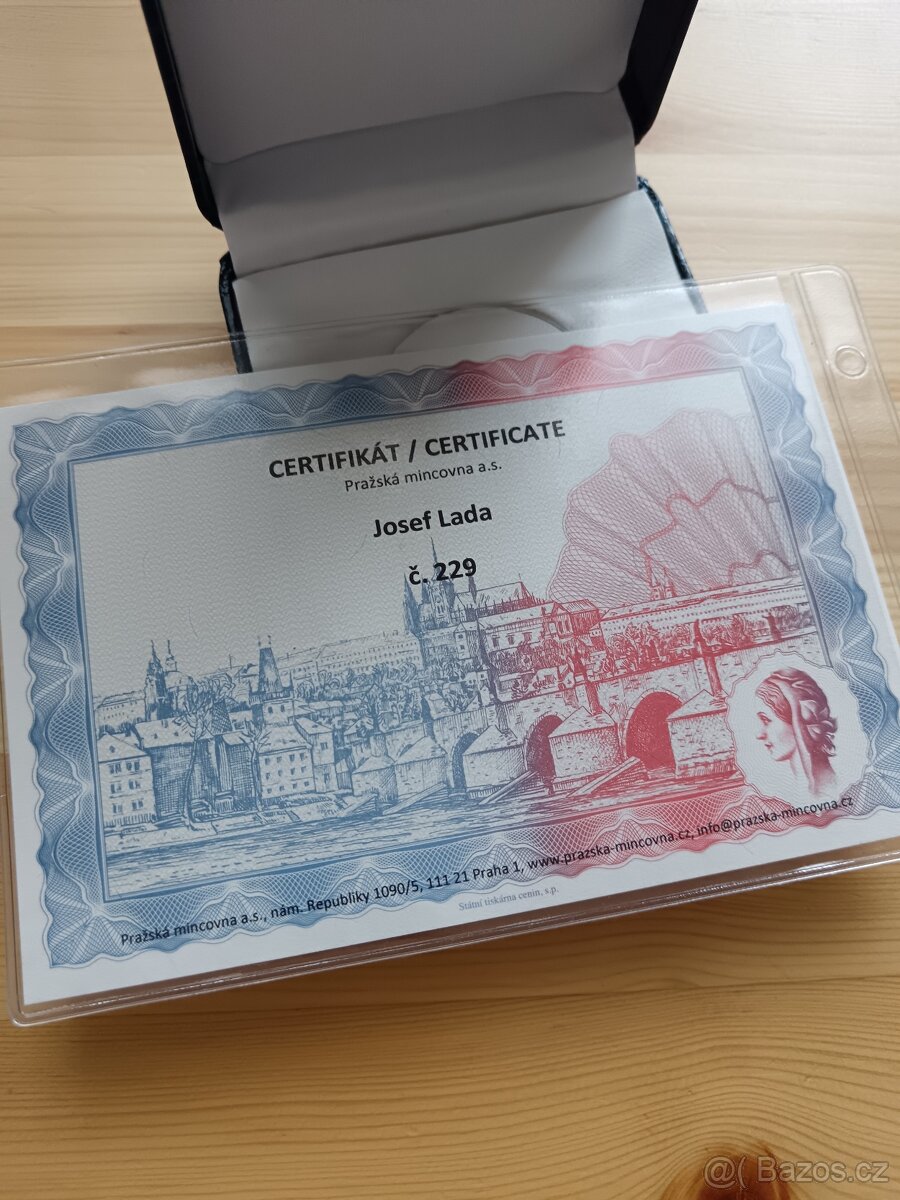 CERTIFIKÁT / CERTIFICATE
Pražská mincovna a.s.
Josef Lada
č. 229
Pražská mincovna a.s., nám. Republiky 1090/5, 111 21 Praha 1, www.prazska-mincovna.cz, info@prazska-mincovna.cz
Státní tiskárna cenin, s.p.
@( Bazos.cz